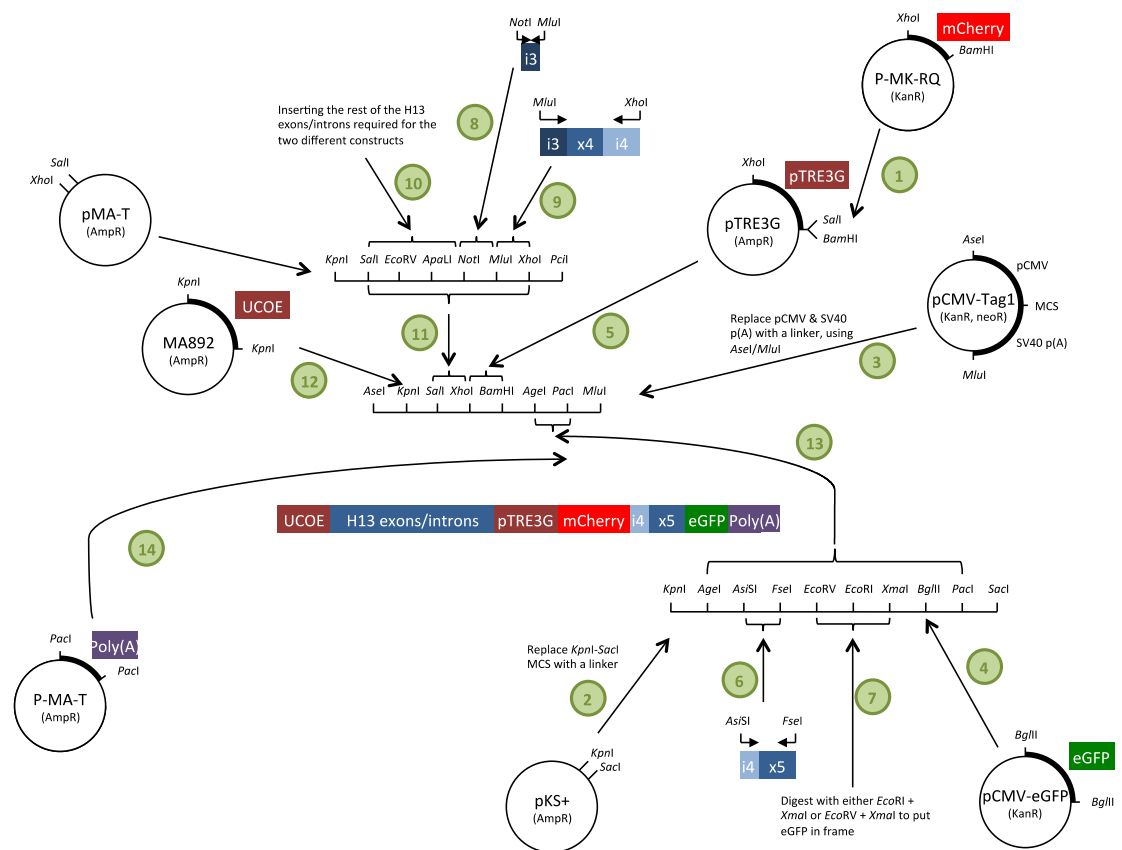 NotI MluI
i3
XhoI
mCherry
BamHI
P-MK-RQ
(KanR)
1
Inserting the rest of the H13
exons/introns required for the
two different constructs
8
MluI XhoI
i3 x4 i4
10
9
SalI
XhoI
pMA-T
(AmpR)
XhoI
pTRE3G
pTRE3G
(AmpR)
SalI
BamHI
KpnI SalI EcoRV ApaLI NotI MluI XhoI PciI
AseI
pCMV
pCMV-Tag1
(KanR, neoR)
MCS
SV40 p(A)
MluI
KpnI
UCOE
MA892
(AmpR)
KpnI
11
5
Replace pCMV & SV40
p(A) with a linker, using
AseI/MluI
3
12
AseI KpnI SalI XhoI BamHI AgeI PacI MluI
13
UCOE H13 exons/introns pTRE3G mCherry i4 x5 eGFP Poly(A)
14
KpnI AgeI AsiSI FseI EcoRV EcoRI XmaI BglII PacI SacI
PacI
Poly(A)
PacI
P-MA-T
(AmpR)
Replace KpnI-SacI
MCS with a linker
2
6
7
4
AsiSI FseI
i4 x5
KpnI
SacI
pKS+
(AmpR)
Digest with either EcoRI +
XmaI or EcoRV + XmaI to put
eGFP in frame
BglII
eGFP
pCMV-eGFP
(KanR)
BglII